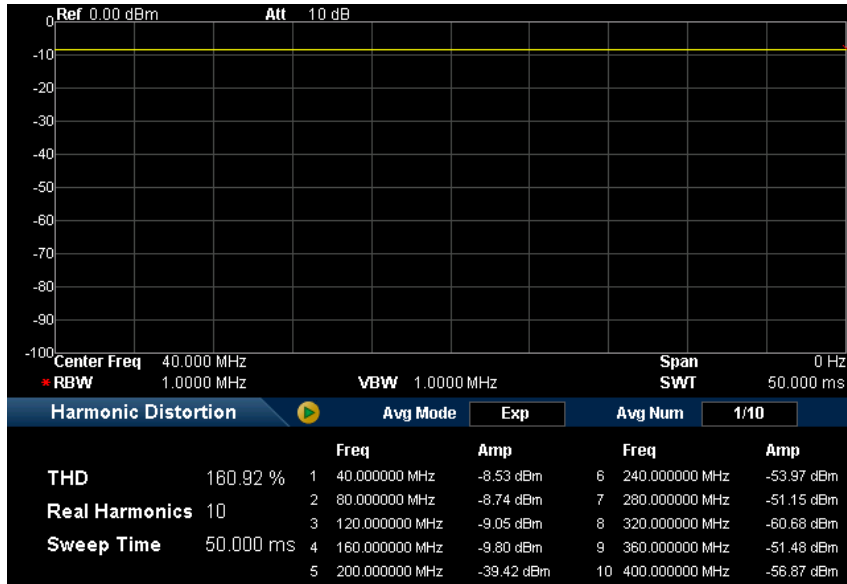 Ref 0.00 dBm Att 10 dB
0
-10
-20
-30
-40
-50
-60
-70
-80
-90
-100
Center Freq 40.000 MHz Span 0 Hz
* RBW 1.0000 MHz VBW 1.0000 MHz SWT 50.000 ms
Harmonic Distortion Avg Mode Exp Avg Num 1/10
Freq Amp Freq Amp
THD 160.92 % 1 40.000000 MHz -8.53 dBm 6 240.000000 MHz -53.97 dBm
2 80.000000 MHz -8.74 dBm 7 280.000000 MHz -51.15 dBm
Real Harmonics 10 3 120.000000 MHz -9.05 dBm 8 320.000000 MHz -60.68 dBm
Sweep Time 50.000 ms 4 160.000000 MHz -9.80 dBm 9 360.000000 MHz -51.48 dBm
5 200.000000 MHz -39.42 dBm 10 400.000000 MHz -56.87 dBm